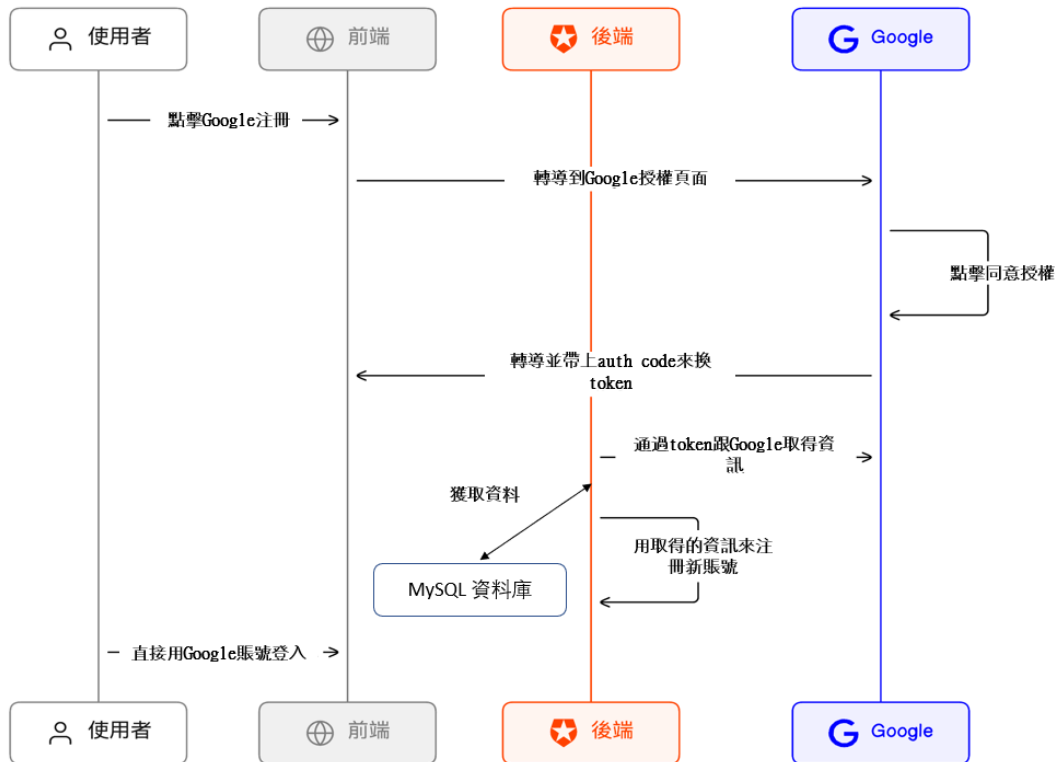 使用者
前端
後端
Google
點擊Google注冊
轉導到Google授權頁面
點擊同意授權
轉導並帶上auth code來換
token
通過token跟Google取得資
訊
獲取資料
用取得的資訊來注
冊新賬號
MySQL 資料庫
直接用Google賬號登入
使用者
前端
後端
Google